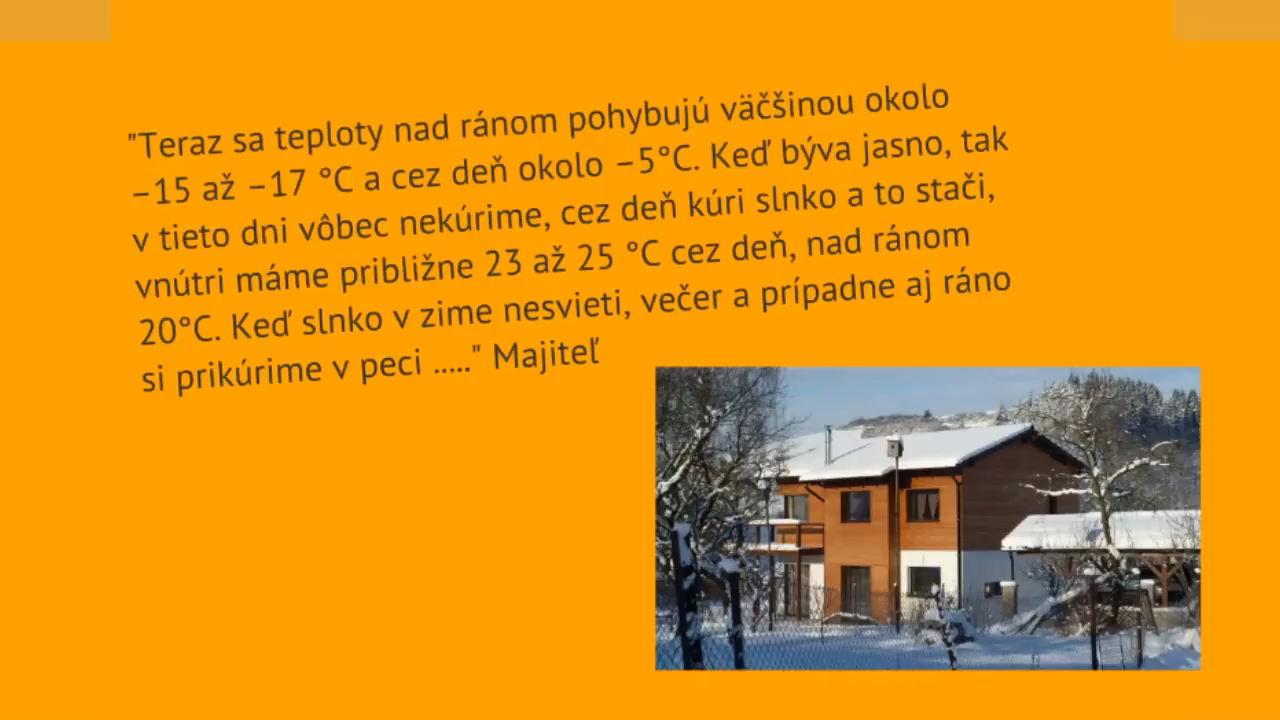 "Teraz sa teploty nad ránom pohybujú väčšinou okolo
–15 až –17 °C a cez deň okolo –5°C. Keď býva jasno, tak
v tieto dni vôbec nekúrime, cez deň kúri slnko a to stači,
vnútri máme približne 23 až 25 °C cez deň, nad ránom
20°C. Keď slnko v zime nesvieti, večer a prípadne aj ráno
si prikúrime v peci ....." Majiteľ